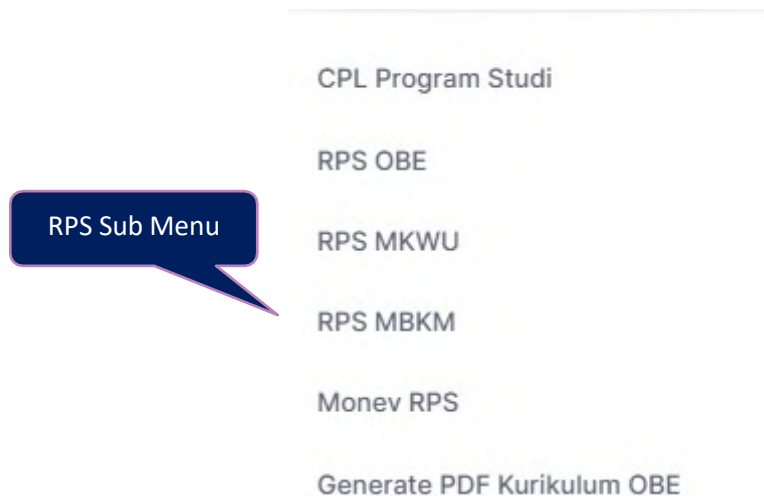 CPL Program Studi
RPS OBE
RPS Sub Menu
RPS MKWU
RPS MBKM
Monev RPS
Generate PDF Kurikulum OBE